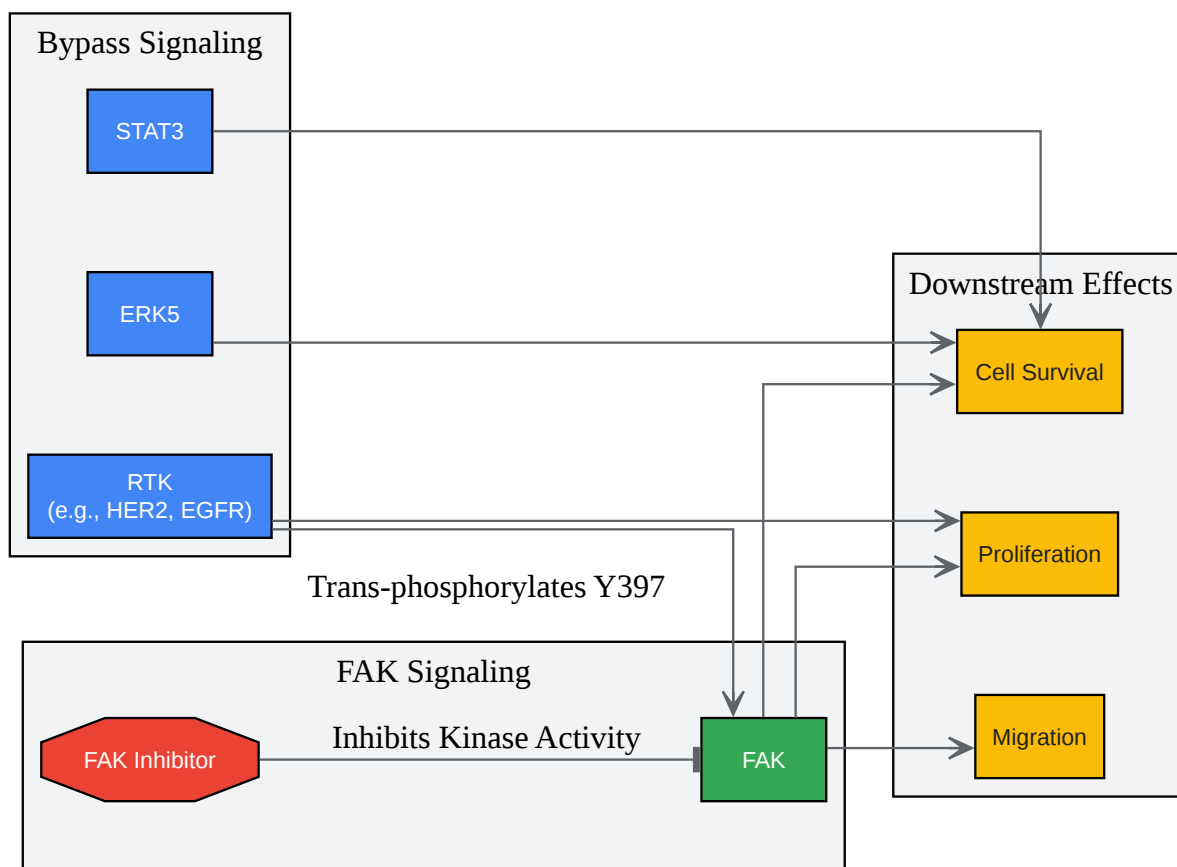 Bypass Signaling
STAT3
ERK5
RTK
(e.g., HER2, EGFR)
Downstream Effects
Cell Survival
Proliferation
Migration
Trans-phosphorylates Y397
FAK Signaling
FAK Inhibitor
Inhibits Kinase Activity
FAK